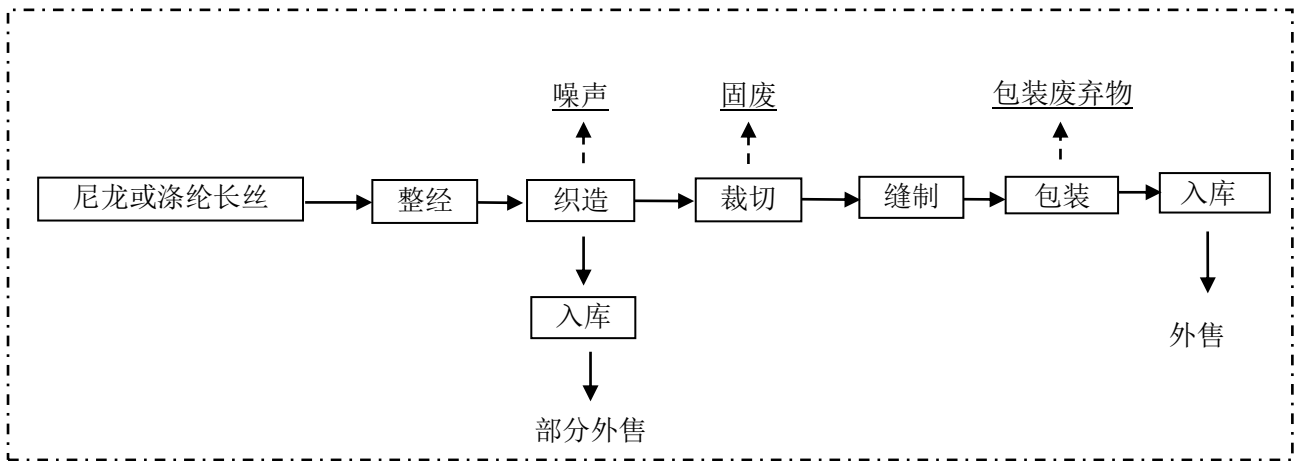 噪声
固废
包装废弃物
尼龙或涤纶长丝
整经
织造
裁切
缝制
包装
入库
入库
外售
部分外售